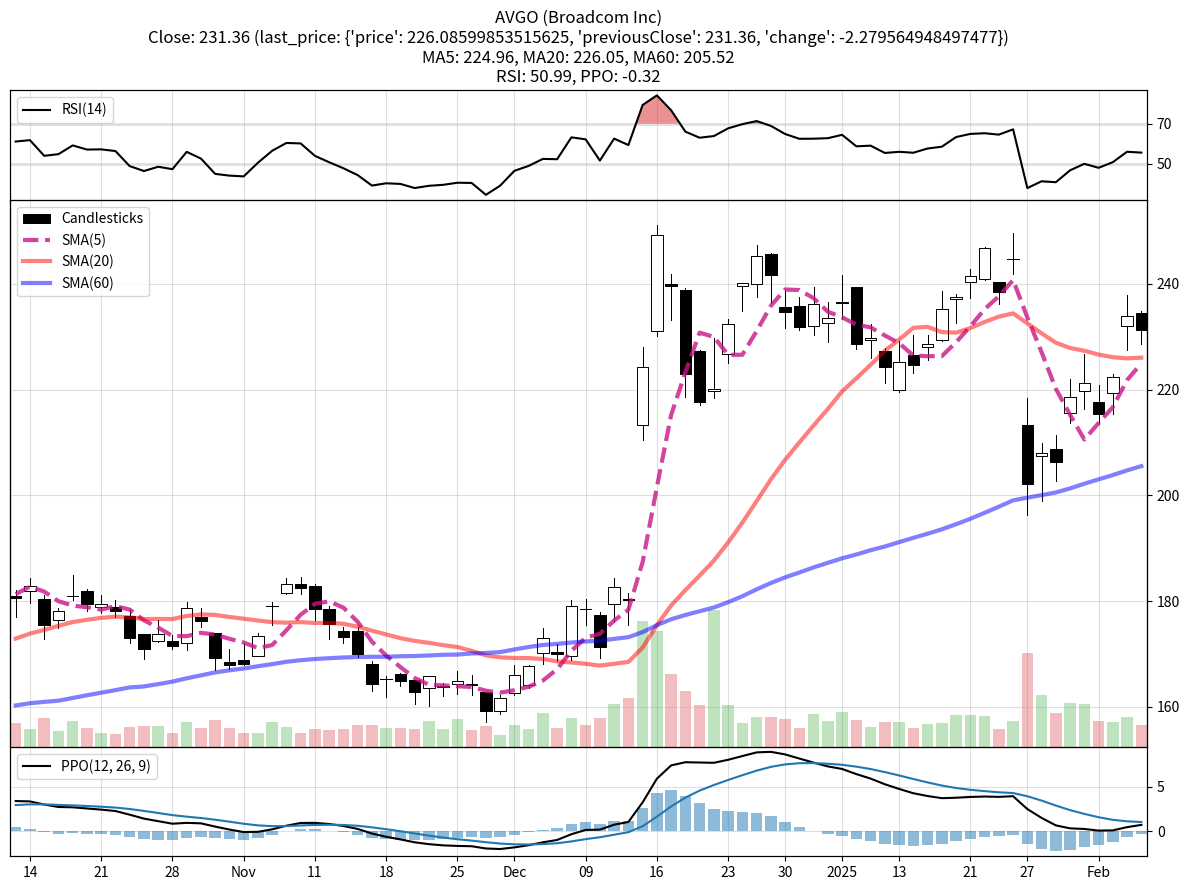 AVGO (Broadcom Inc)
Close: 231.36 (last_price: {'price': 226.08599853515625, 'previousClose': 231.36, 'change': -2.279564948497477})
MA5: 224.96, MA20: 226.05, MA60: 205.52
RSI: 50.99, PPO: -0.32
RSI(14)
70
50
Candlesticks
SMA(5)
SMA(20)
SMA(60)
240
220
200
180
160
PPO(12, 26, 9)
5
0
14 21 28 Nov 11 18 25 Dec 09 16 23 30 2025 13 21 27 Feb